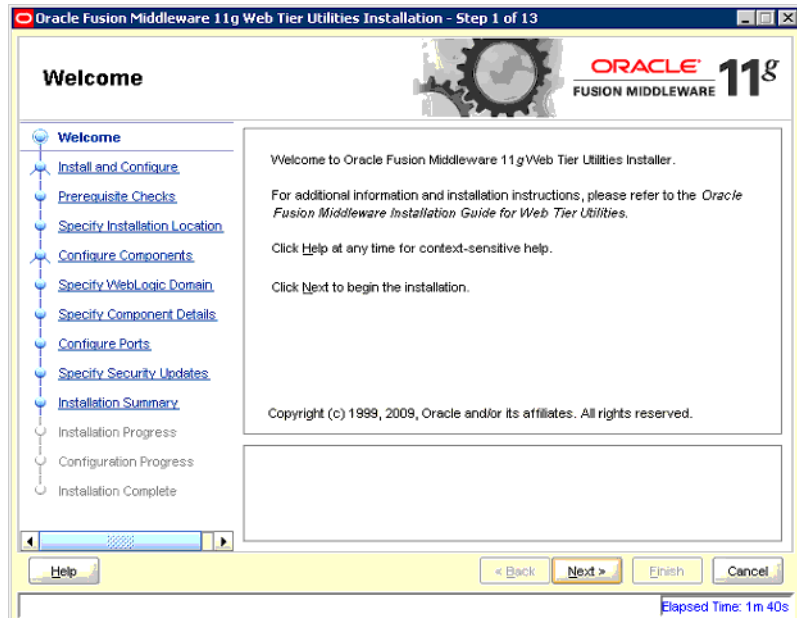 Oracle Fusion Middleware 11g Web Tier Utilities Installation - Step 1 of 13
Welcome
ORACLE®
FUSION MIDDLEWARE 11g
Welcome
Install and Configure
Prerequisite Checks
Specify Installation Location
Configure Components
Specify WebLogic Domain
Specify Component Details
Configure Ports
Specify Security Updates
Installation Summary
Installation Progress
Configuration Progress
Installation Complete
Welcome to Oracle Fusion Middleware 11g Web Tier Utilities Installer.
For additional information and installation instructions, please refer to the Oracle
Fusion Middleware Installation Guide for Web Tier Utilities.
Click Help at any time for context-sensitive help.
Click Next to begin the installation.
Copyright (c) 1999, 2009, Oracle and/or its affiliates. All rights reserved.
Help
< Back
Next >
Finish
Cancel
Elapsed Time: 1m 40s